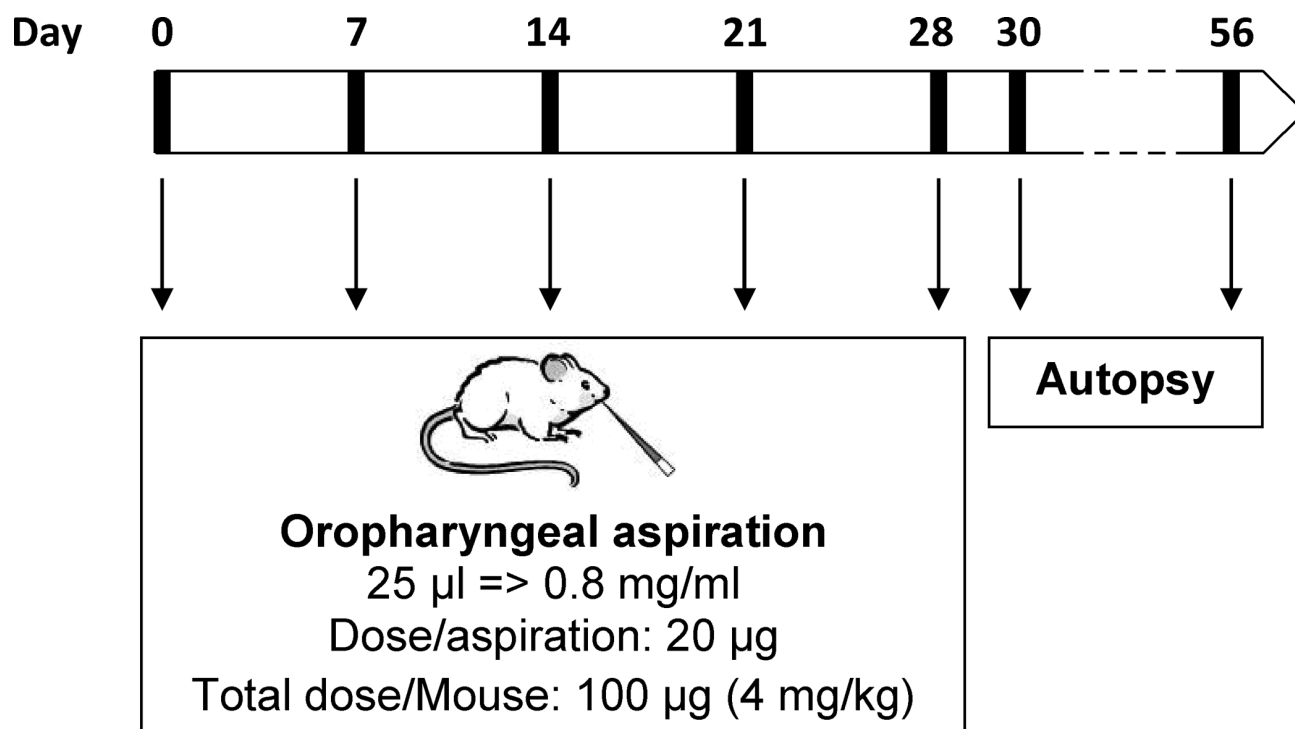 Day 0 7 14 21 28 30 56
Autopsy
Oropharyngeal aspiration
25 µl => 0.8 mg/ml
Dose/aspiration: 20 µg
Total dose/Mouse: 100 µg (4 mg/kg)